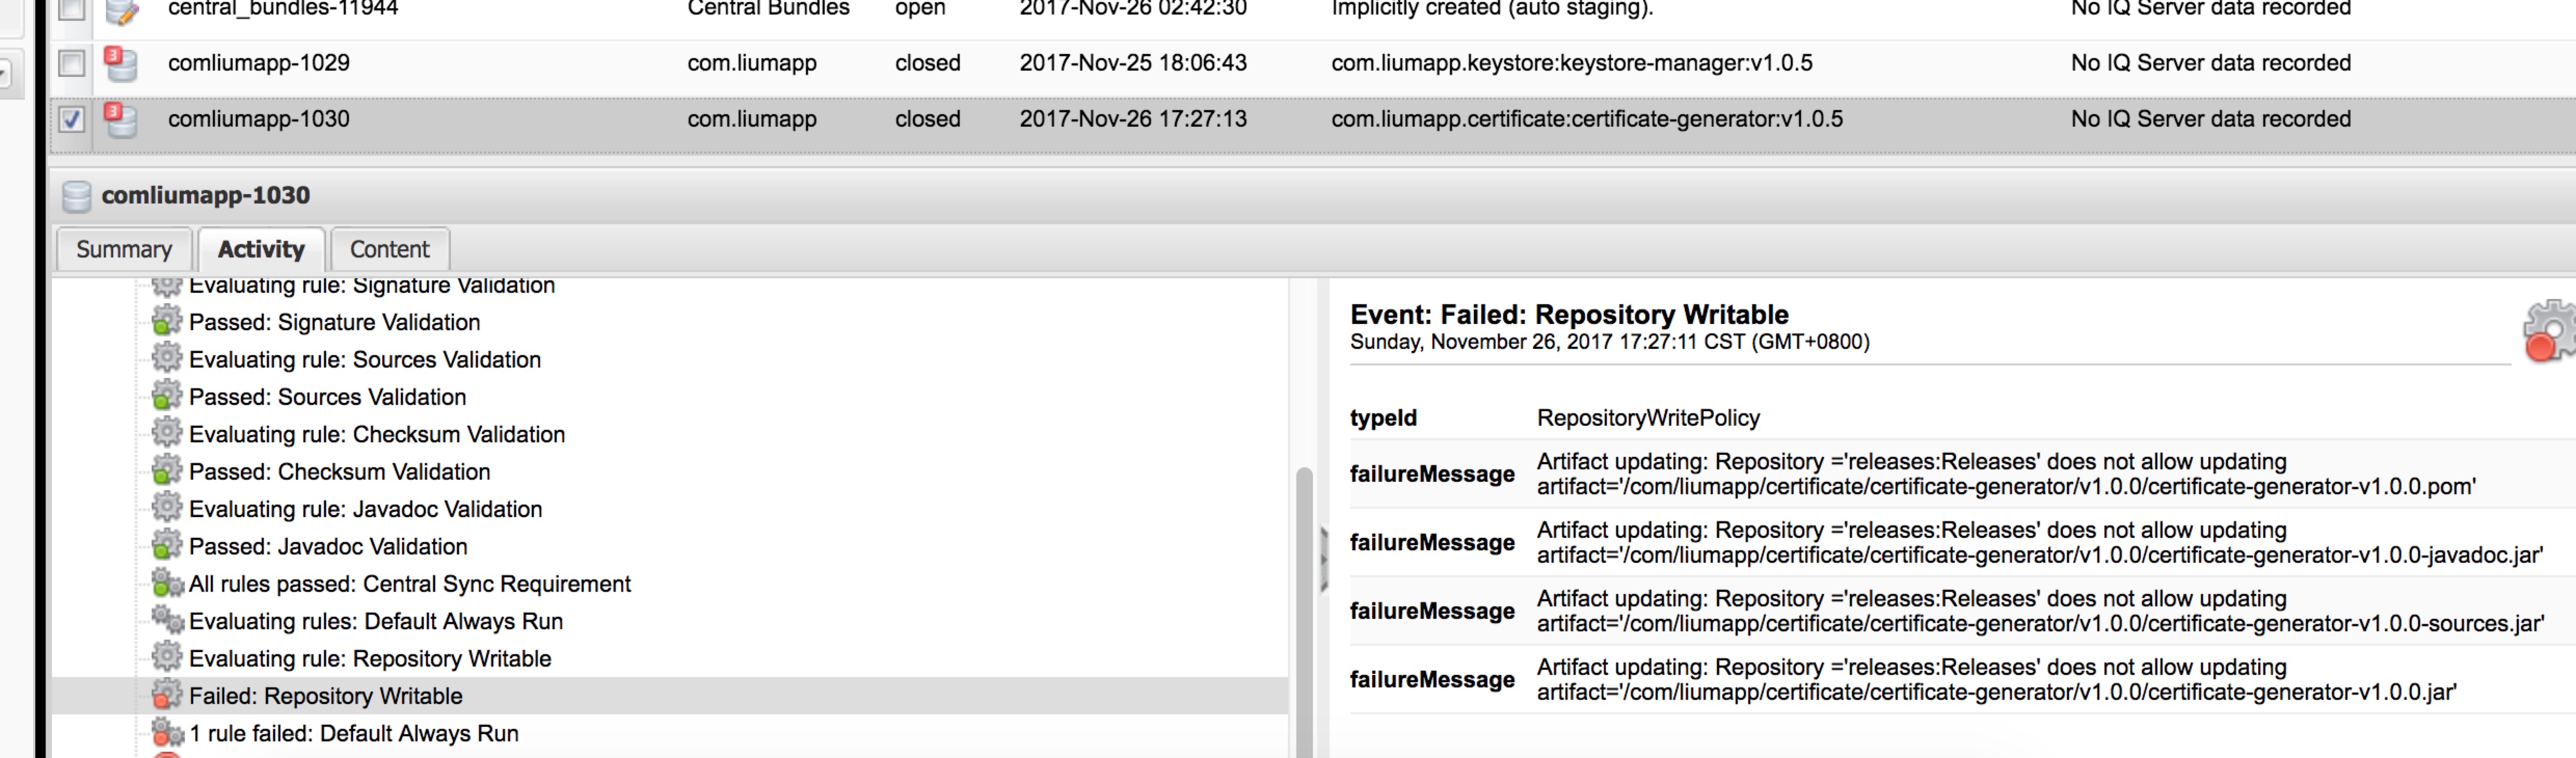 central_bundles-11944 Central Bundles open 2017-Nov-26 02:42:30 Implicitly created (auto staging). No IQ Server data recorded
3 comliumapp-1029 com.liumapp closed 2017-Nov-25 18:06:43 com.liumapp.keystore:keystore-manager:v1.0.5 No IQ Server data recorded
3 comliumapp-1030 com.liumapp closed 2017-Nov-26 17:27:13 com.liumapp.certificate:certificate-generator:v1.0.5 No IQ Server data recorded
comliumapp-1030
Summary Activity Content
Evaluating rule: Signature Validation
Passed: Signature Validation
Evaluating rule: Sources Validation
Passed: Sources Validation
Evaluating rule: Checksum Validation
Passed: Checksum Validation
Evaluating rule: Javadoc Validation
Passed: Javadoc Validation
All rules passed: Central Sync Requirement
Evaluating rules: Default Always Run
Evaluating rule: Repository Writable
Failed: Repository Writable
1 rule failed: Default Always Run
Event: Failed: Repository Writable
Sunday, November 26, 2017 17:27:11 CST (GMT+0800)
typeId RepositoryWritePolicy
failureMessage Artifact updating: Repository ='releases:Releases' does not allow updating
artifact='/com/liumapp/certificate/certificate-generator/v1.0.0/certificate-generator-v1.0.0.pom'
failureMessage Artifact updating: Repository ='releases:Releases' does not allow updating
artifact='/com/liumapp/certificate/certificate-generator/v1.0.0/certificate-generator-v1.0.0-javadoc.jar'
failureMessage Artifact updating: Repository ='releases:Releases' does not allow updating
artifact='/com/liumapp/certificate/certificate-generator/v1.0.0/certificate-generator-v1.0.0-sources.jar'
failureMessage Artifact updating: Repository ='releases:Releases' does not allow updating
artifact='/com/liumapp/certificate/certificate-generator/v1.0.0/certificate-generator-v1.0.0.jar'